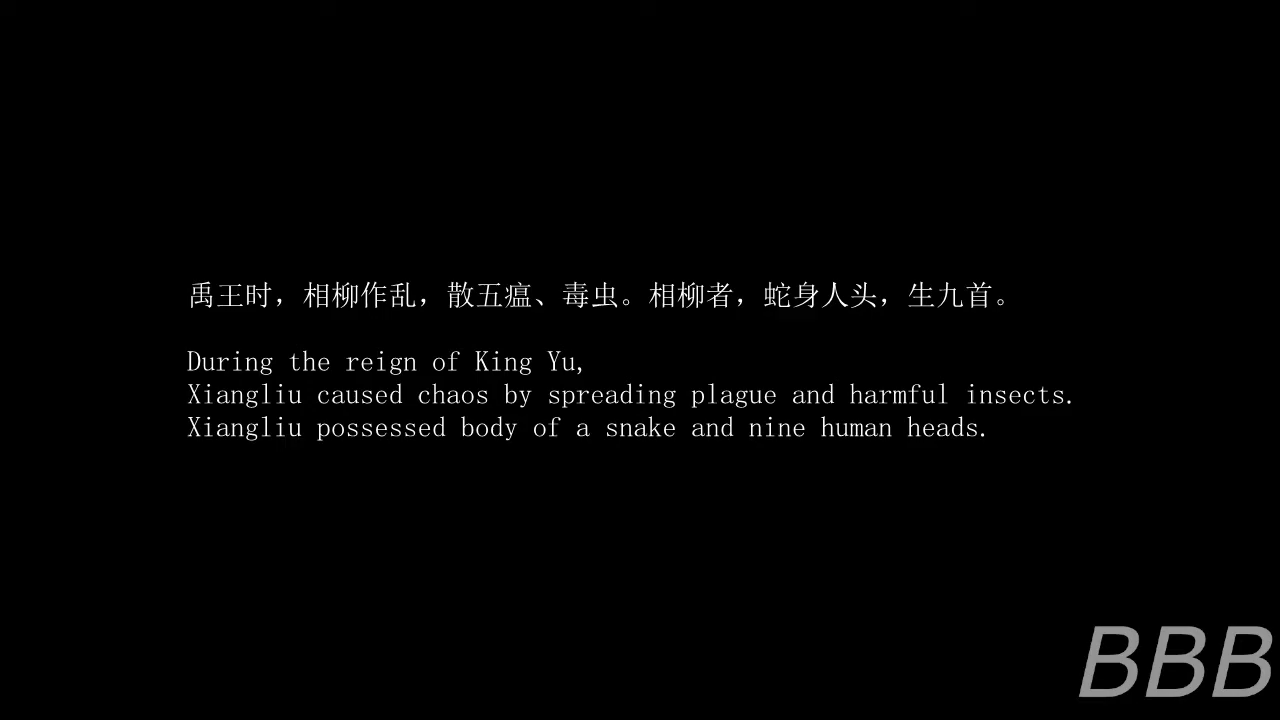 禹王时，相柳作乱，散五瘟、毒虫。相柳者，蛇身人头，生九首。
During the reign of King Yu,
Xiangliu caused chaos by spreading plague and harmful insects.
Xiangliu possessed body of a snake and nine human heads.
BBB